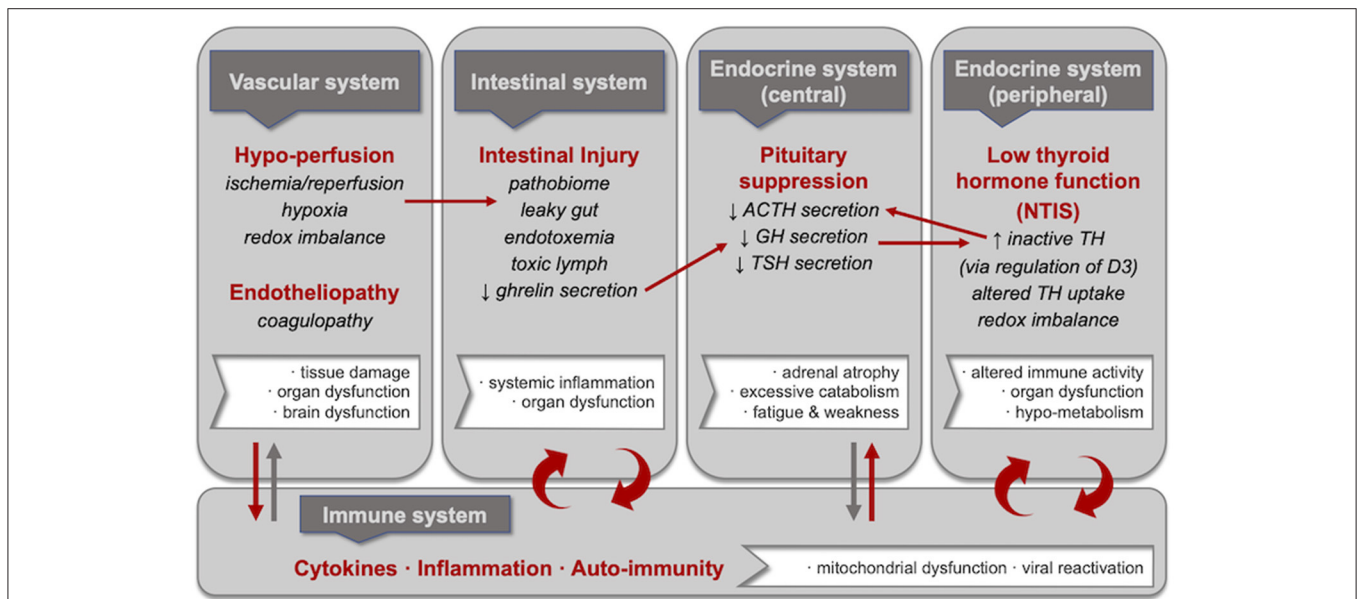 Vascular system
Hypo-perfusion
ischemia/reperfusion
hypoxia
redox imbalance
Endotheliopathy
coagulopathy
· tissue damage
· organ dysfunction
· brain dysfunction
Intestinal system
Intestinal Injury
pathobiome
leaky gut
endotoxemia
toxic lymph
↓ ghrelin secretion
· systemic inflammation
· organ dysfunction
Endocrine system
(central)
Pituitary
suppression
↓ ACTH secretion
↓ GH secretion
↓ TSH secretion
· adrenal atrophy
· excessive catabolism
· fatigue & weakness
Endocrine system
(peripheral)
Low thyroid
hormone function
(NTIS)
↑ inactive TH
(via regulation of D3)
altered TH uptake
redox imbalance
· altered immune activity
· organ dysfunction
· hypo-metabolism
Immune system
Cytokines · Inflammation · Auto-immunity
· mitochondrial dysfunction · viral reactivation